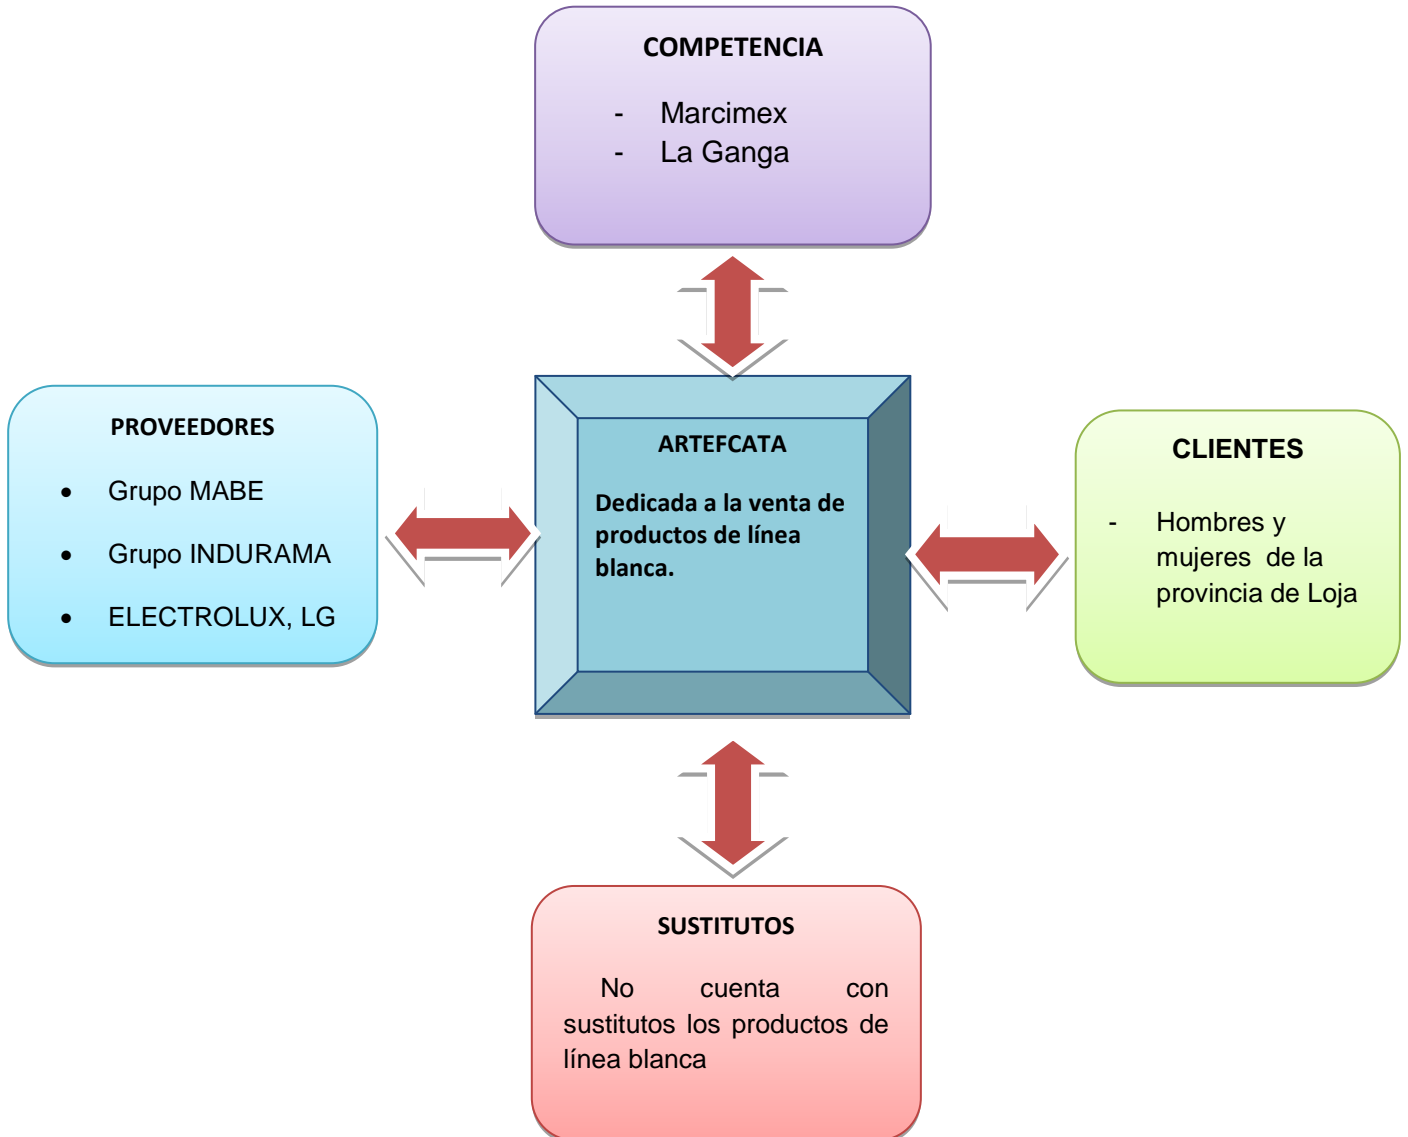 COMPETENCIA
- Marcimex
- La Ganga
PROVEEDORES
• Grupo MABE
• Grupo INDURAMA
• ELECTROLUX, LG
ARTEFCATA
Dedicada a la venta de
productos de línea
blanca.
CLIENTES
- Hombres y
mujeres de la
provincia de Loja
SUSTITUTOS
No cuenta con
sustitutos los productos de
línea blanca